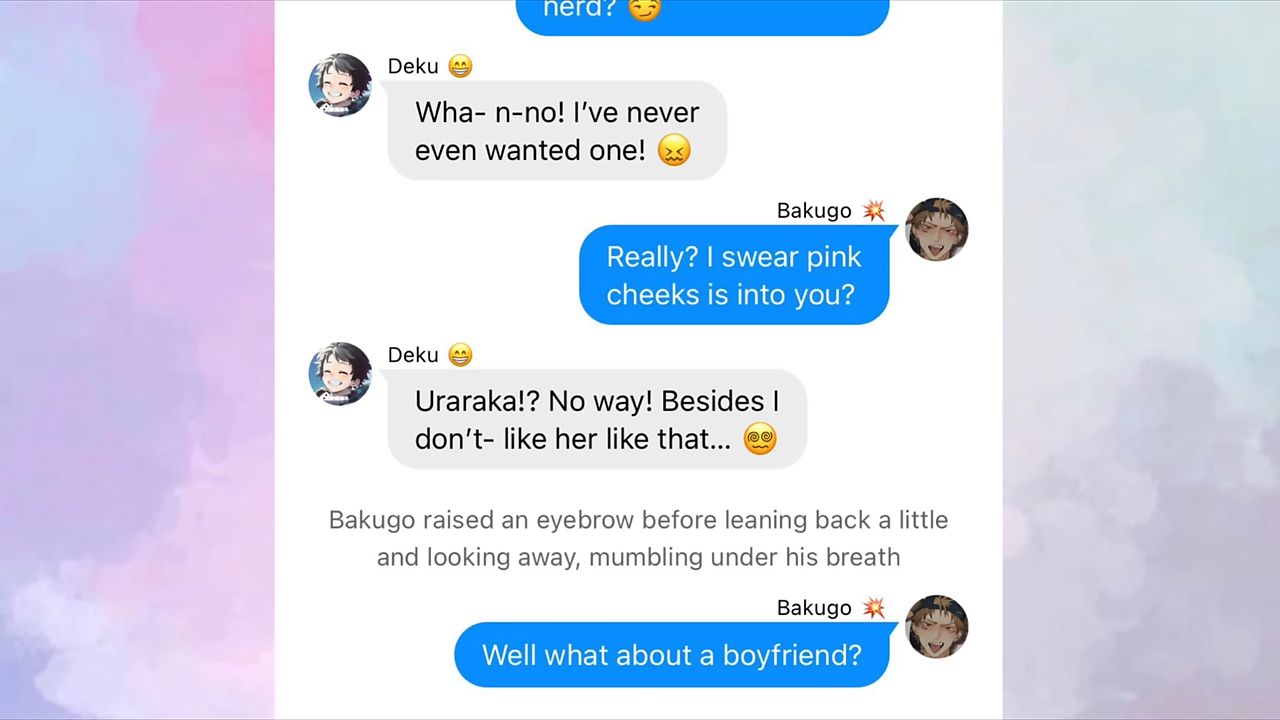 nerd? 😏
Deku 😁
Wha- n-no! I’ve never
even wanted one! 😖
Bakugo 💥
Really? I swear pink
cheeks is into you?
Deku 😁
Uraraka!? No way! Besides I
don’t- like her like that... 😵‍💫
Bakugo raised an eyebrow before leaning back a little
and looking away, mumbling under his breath
Bakugo 💥
Well what about a boyfriend?